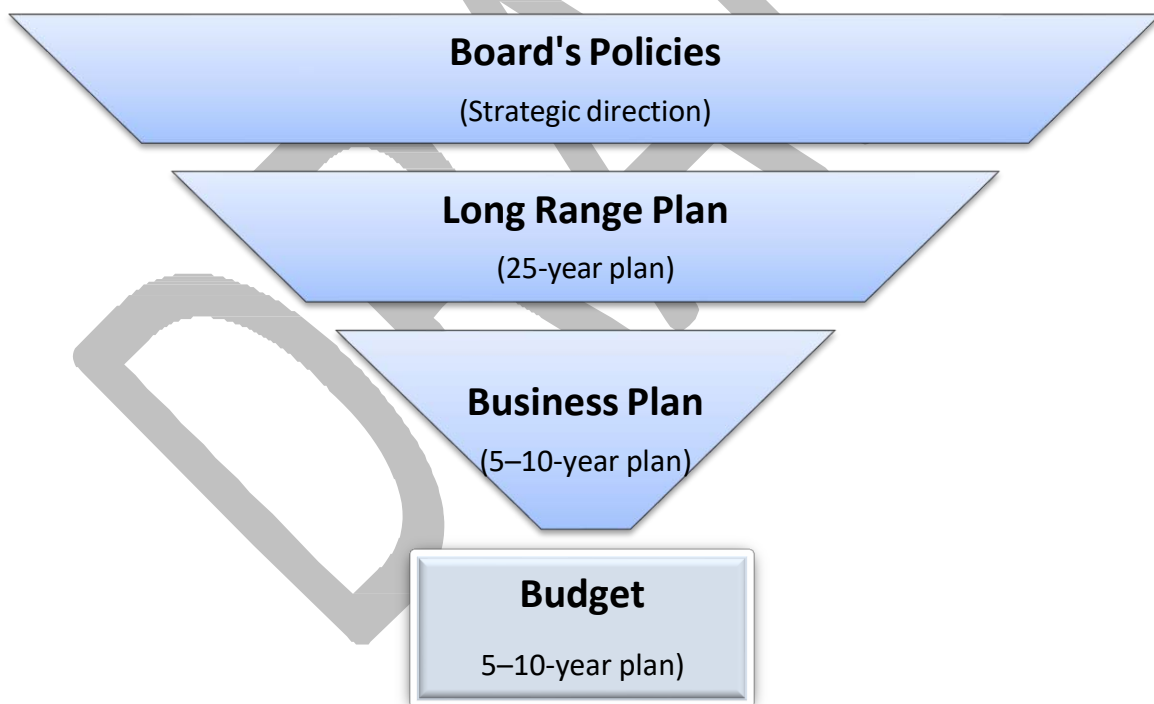 Board's Policies
(Strategic direction)
Long Range Plan
(25-year plan)
Business Plan
(5–10-year plan)
Budget
5–10-year plan)